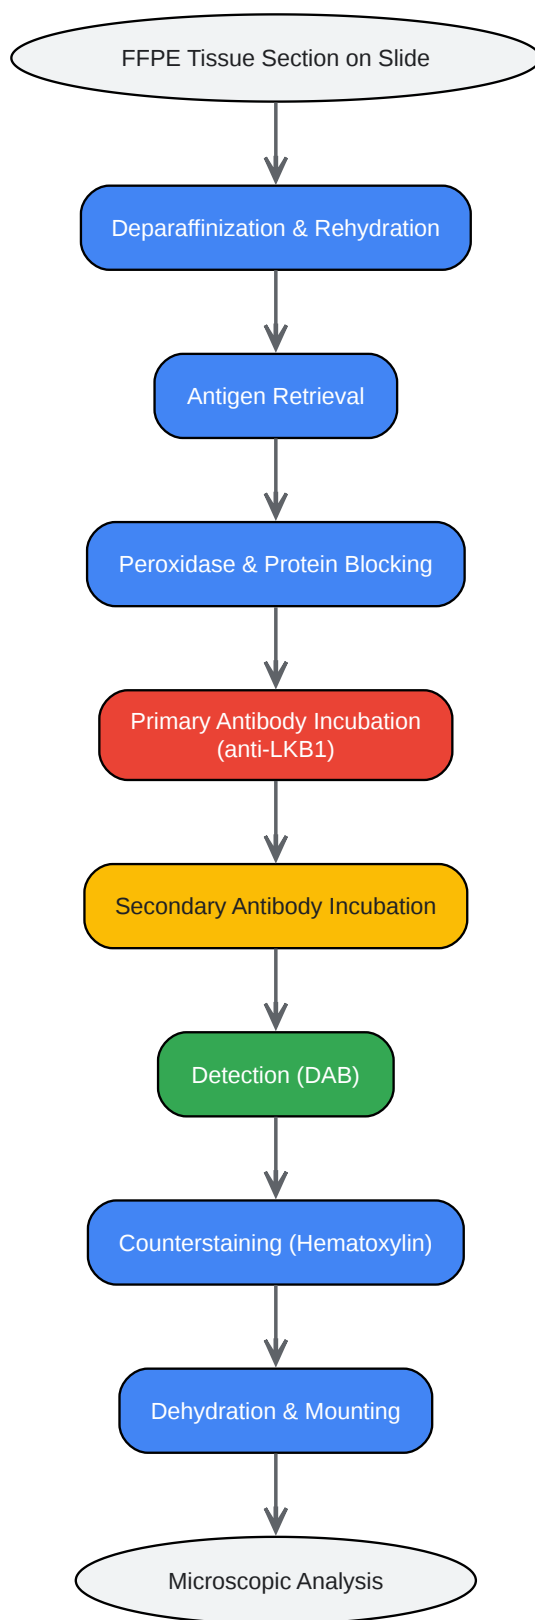 FFPE Tissue Section on Slide
Deparaffinization & Rehydration
Antigen Retrieval
Peroxidase & Protein Blocking
Primary Antibody Incubation
(anti-LKB1)
Secondary Antibody Incubation
Detection (DAB)
Counterstaining (Hematoxylin)
Dehydration & Mounting
Microscopic Analysis